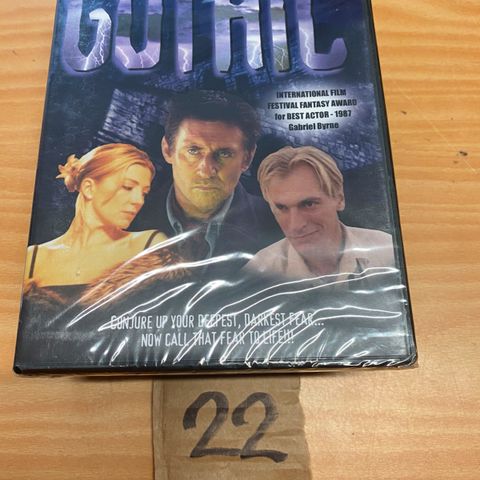 GOTHIC
INTERNATIONAL FILM
FESTIVAL FANTASY AWARD
for BEST ACTOR - 1987
Gabriel Byrne
CONJURE UP YOUR DEEPEST, DARKEST FEAR...
NOW CALL THAT FEAR TO LIFE!!!
22